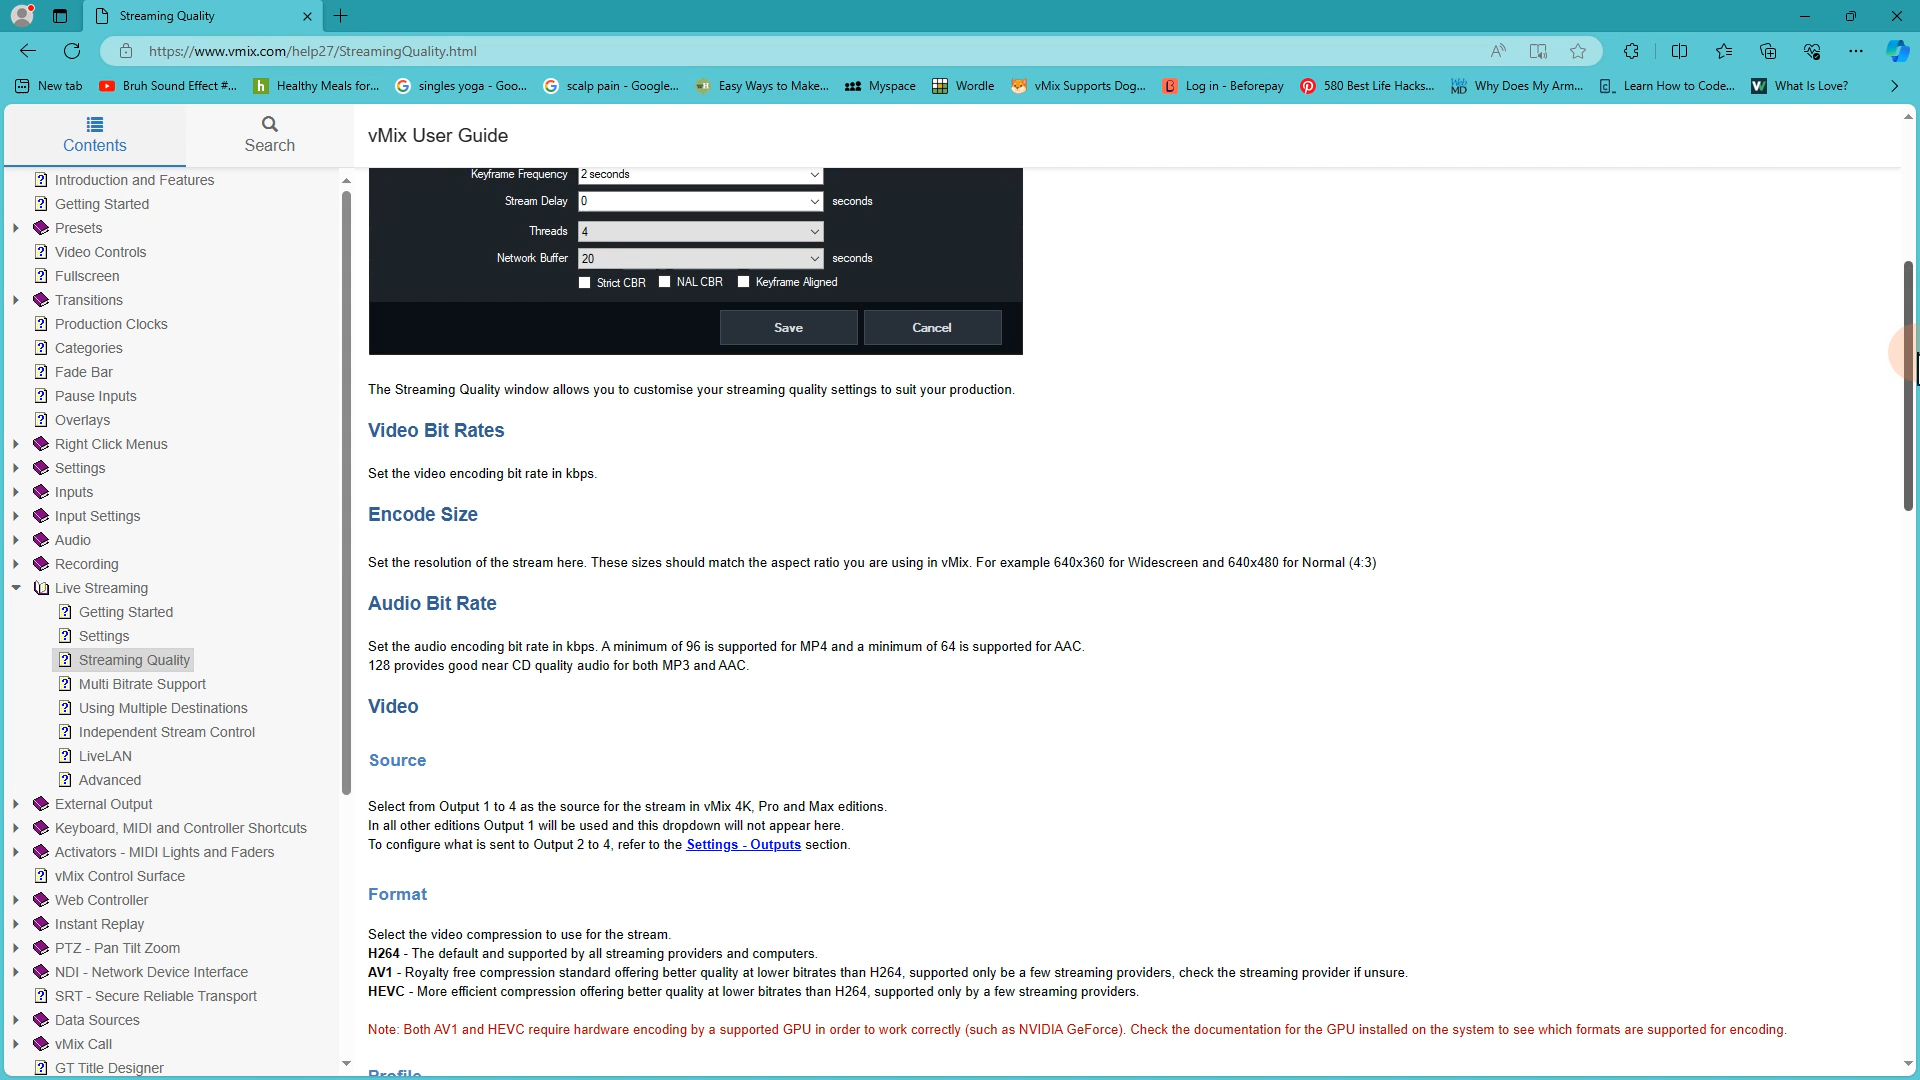 Streaming Quality
https://www.vmix.com/help27/StreamingQuality.html
New tab
Bruh Sound Effect #...
Healthy Meals for...
singles yoga - Goo...
scalp pain - Google...
Easy Ways to Make...
Myspace
Wordle
vMix Supports Dog...
Log in - Beforepay
580 Best Life Hacks...
Why Does My Arm...
Learn How to Code...
What Is Love?
Contents
Search
vMix User Guide
Introduction and Features
Getting Started
Presets
Video Controls
Fullscreen
Transitions
Production Clocks
Categories
Fade Bar
Pause Inputs
Overlays
Right Click Menus
Settings
Inputs
Input Settings
Audio
Recording
Live Streaming
Getting Started
Settings
Streaming Quality
Multi Bitrate Support
Using Multiple Destinations
Independent Stream Control
LiveLAN
Advanced
External Output
Keyboard, MIDI and Controller Shortcuts
Activators - MIDI Lights and Faders
vMix Control Surface
Web Controller
Instant Replay
PTZ - Pan Tilt Zoom
NDI - Network Device Interface
SRT - Secure Reliable Transport
Data Sources
vMix Call
GT Title Designer
Keyframe Frequency 2 seconds
Stream Delay 0 seconds
Threads 4
Network Buffer 20 seconds
Strict CBR NAL CBR Keyframe Aligned
Save Cancel
The Streaming Quality window allows you to customise your streaming quality settings to suit your production.
Video Bit Rates
Set the video encoding bit rate in kbps.
Encode Size
Set the resolution of the stream here. These sizes should match the aspect ratio you are using in vMix. For example 640x360 for Widescreen and 640x480 for Normal (4:3)
Audio Bit Rate
Set the audio encoding bit rate in kbps. A minimum of 96 is supported for MP4 and a minimum of 64 is supported for AAC.
128 provides good near CD quality audio for both MP3 and AAC.
Video
Source
Select from Output 1 to 4 as the source for the stream in vMix 4K, Pro and Max editions.
In all other editions Output 1 will be used and this dropdown will not appear here.
To configure what is sent to Output 2 to 4, refer to the Settings - Outputs section.
Format
Select the video compression to use for the stream.
H264 - The default and supported by all streaming providers and computers.
AV1 - Royalty free compression standard offering better quality at lower bitrates than H264, supported only be a few streaming providers, check the streaming provider if unsure.
HEVC - More efficient compression offering better quality at lower bitrates than H264, supported only by a few streaming providers.
Note: Both AV1 and HEVC require hardware encoding by a supported GPU in order to work correctly (such as NVIDIA GeForce). Check the documentation for the GPU installed on the system to see which formats are supported for encoding.
Profile